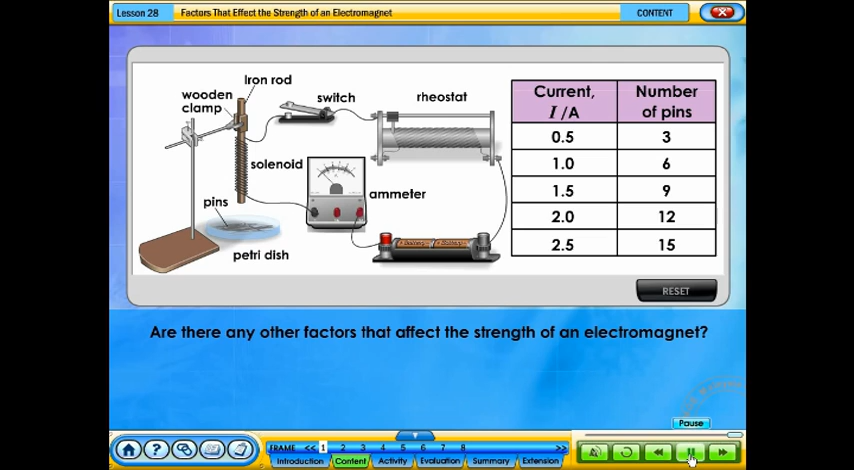 Lesson 28
Factors That Effect the Strength of an Electromagnet
CONTENT
Iron rod
wooden
clamp
switch
rheostat
solenoid
ammeter
pins
petri dish
Current, Number
I /A of pins
0.5 3
1.0 6
1.5 9
2.0 12
2.5 15
RESET
Are there any other factors that affect the strength of an electromagnet?
Pause
FRAME << 1 2 3 4 5 6 7 8 >>
Introduction Content Activity Evaluation Summary Extension